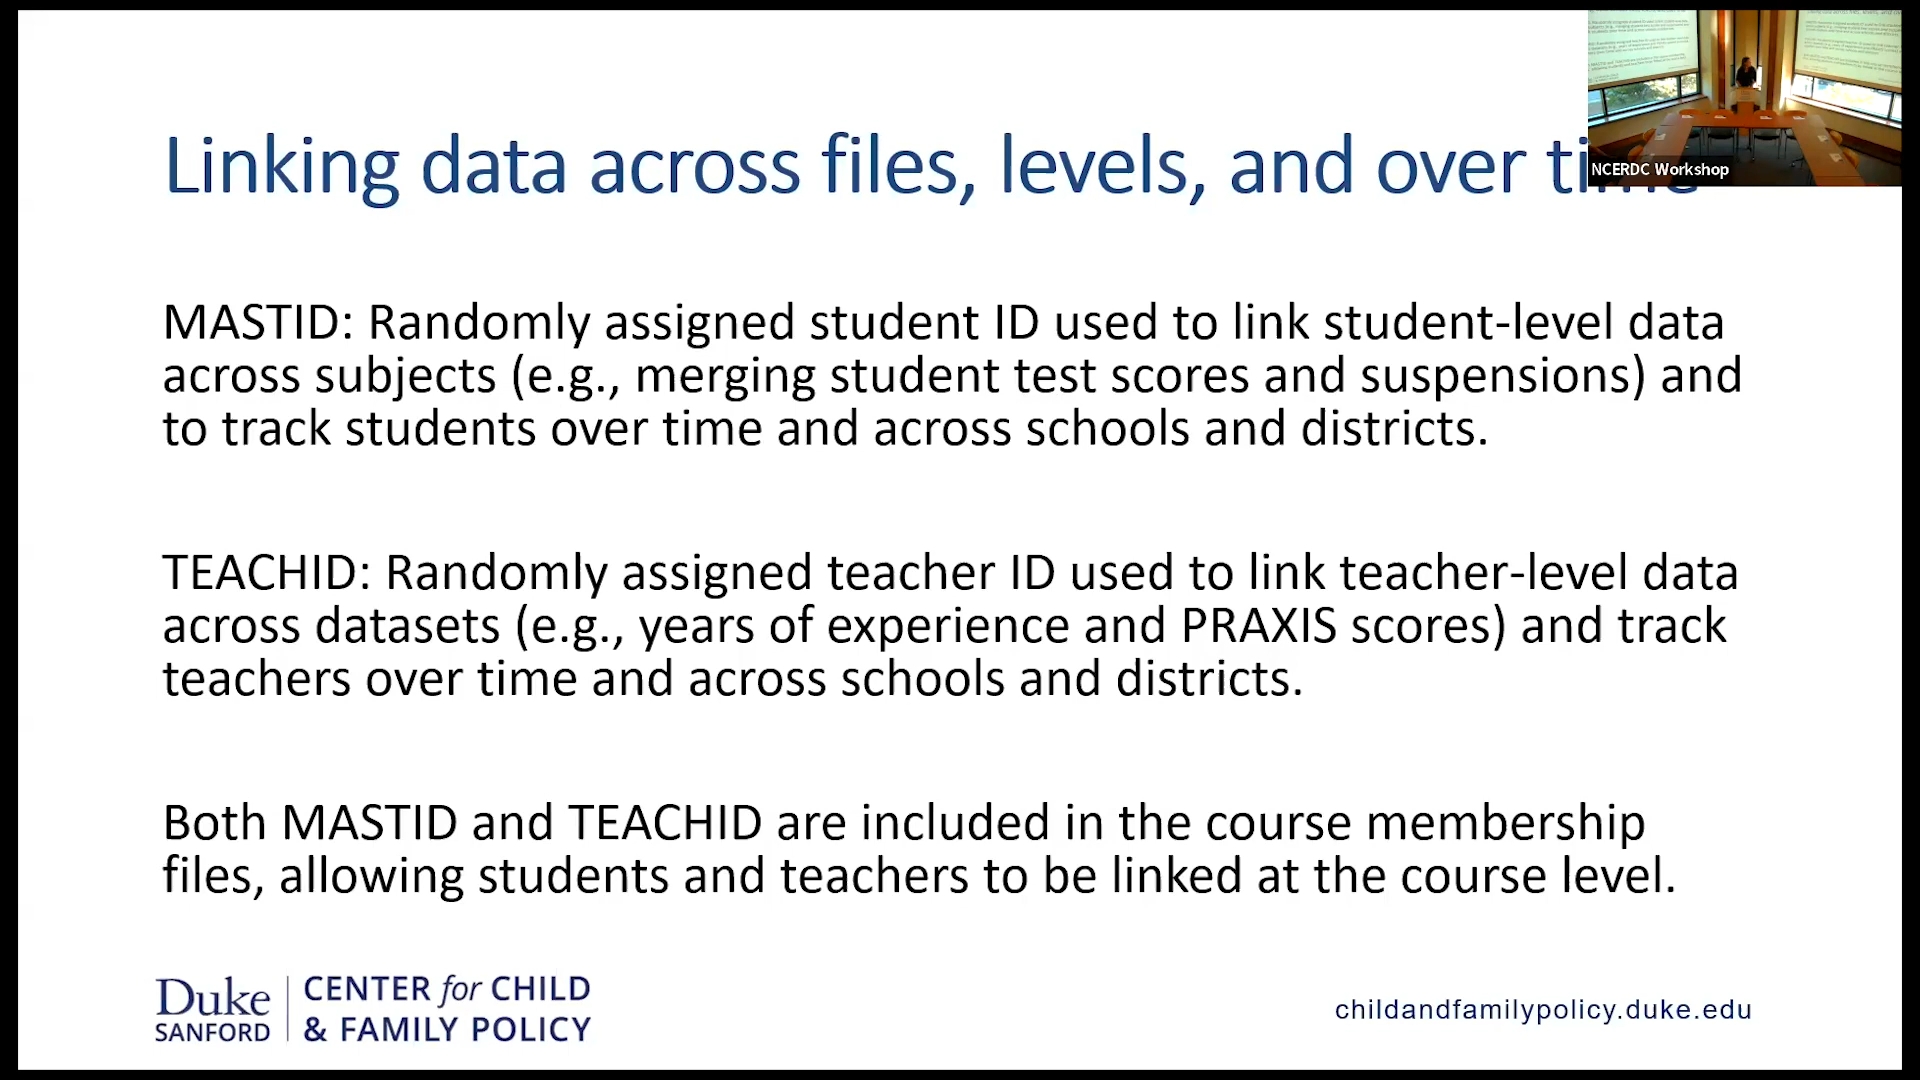 Linking data across files, levels, and over time
NCERDC Workshop
MASTID: Randomly assigned student ID used to link student-level data
across subjects (e.g., merging student test scores and suspensions) and
to track students over time and across schools and districts.
TEACHID: Randomly assigned teacher ID used to link teacher-level data
across datasets (e.g., years of experience and PRAXIS scores) and track
teachers over time and across schools and districts.
Both MASTID and TEACHID are included in the course membership
files, allowing students and teachers to be linked at the course level.
Duke
SANFORD
CENTER for CHILD
& FAMILY POLICY
childandfamilypolicy.duke.edu